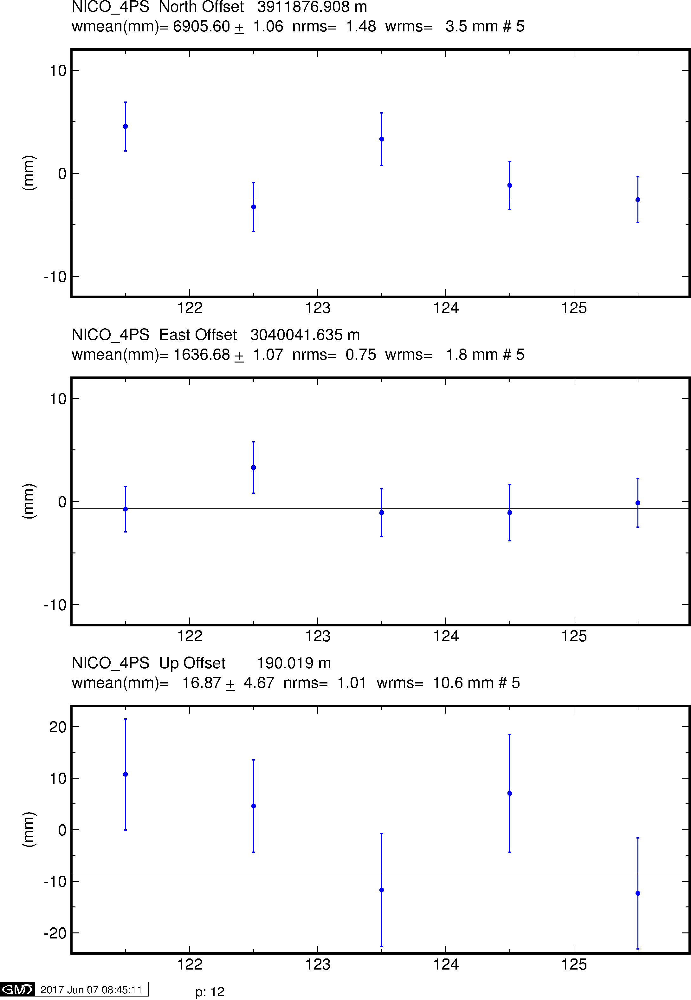 NICO_4PS North Offset 3911876.908 m
wmean(mm)= 6905.60 ± 1.06 nrms= 1.48 wrms= 3.5 mm # 5
10
0
-10
(mm)
122 123 124 125
NICO_4PS East Offset 3040041.635 m
wmean(mm)= 1636.68 ± 1.07 nrms= 0.75 wrms= 1.8 mm # 5
10
0
-10
(mm)
122 123 124 125
NICO_4PS Up Offset 190.019 m
wmean(mm)= 16.87 ± 4.67 nrms= 1.01 wrms= 10.6 mm # 5
20
10
0
-10
-20
(mm)
122 123 124 125
GMT 2017 Jun 07 08:45:11 p: 12